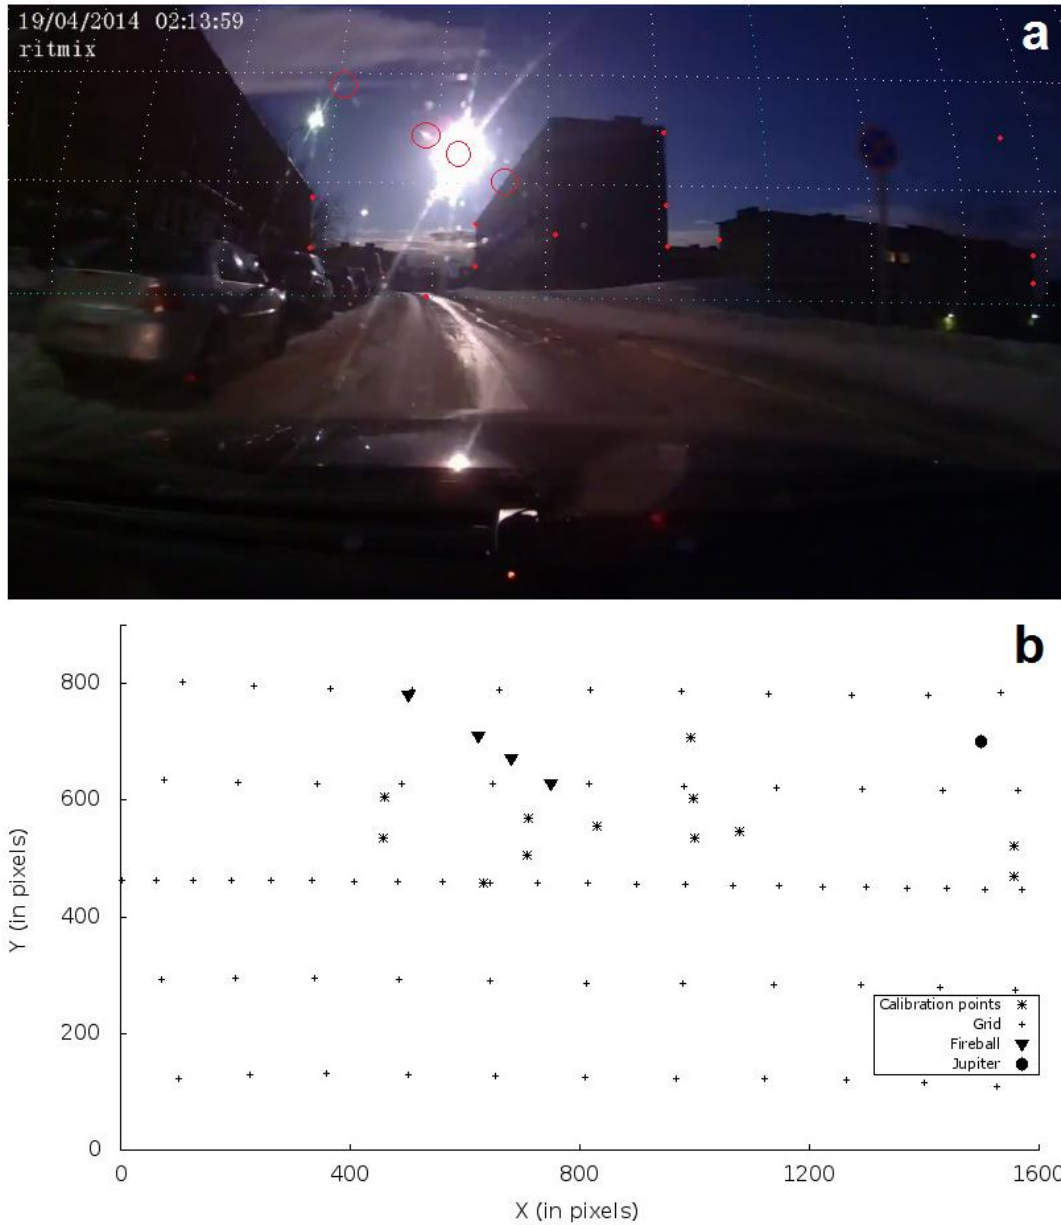 19/04/2014 02:13:59
ritmix
a
b
800
600
400
200
0
Y (in pixels)
Calibration points
Grid
Fireball
Jupiter
0 400 800 1200 1600
X (in pixels)